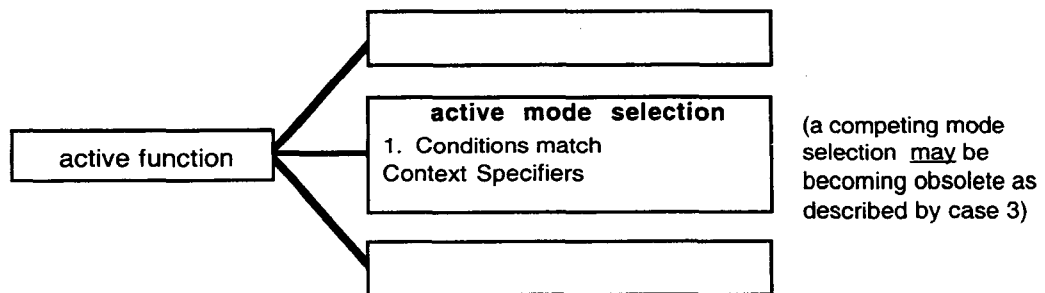 active function
active mode selection
1. Conditions match
Context Specifiers
(a competing mode
selection may be
becoming obsolete as
described by case 3)